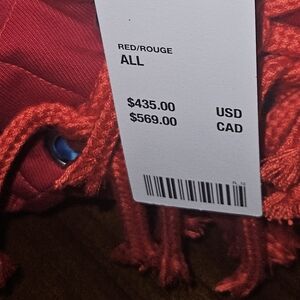 RED/ROUGE
ALL
$435.00 USD
$569.00 CAD